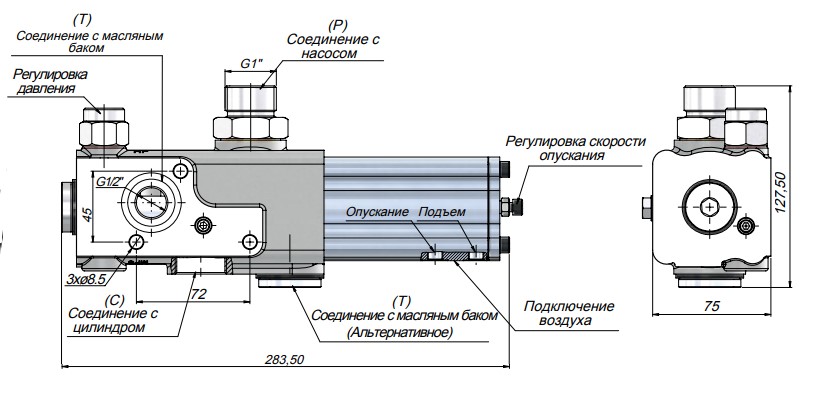 (T)
Соединение с масляным
баком
(P)
Соединение с
насосом
G1"
Регулировка
давления
Регулировка скорости
опускания
G1/2"
45
Опускание
Подъем
127,50
3xø8.5
72
75
(C)
Соединение с
цилиндром
(T)
Соединение с масляным баком
(Альтернативное)
Подключение
воздуха
283,50